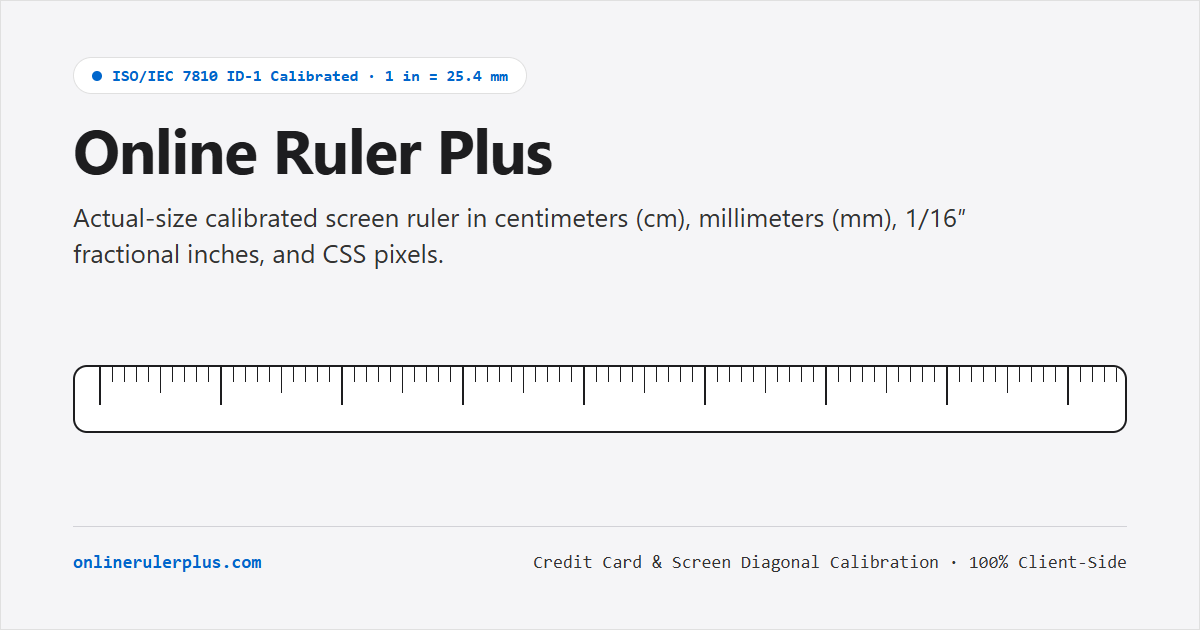 ISO/IEC 7810 ID-1 Calibrated · 1 in = 25.4 mm
Online Ruler Plus
Actual-size calibrated screen ruler in centimeters (cm), millimeters (mm), 1/16″
fractional inches, and CSS pixels.
onlinerulerplus.com
Credit Card & Screen Diagonal Calibration · 100% Client-Side